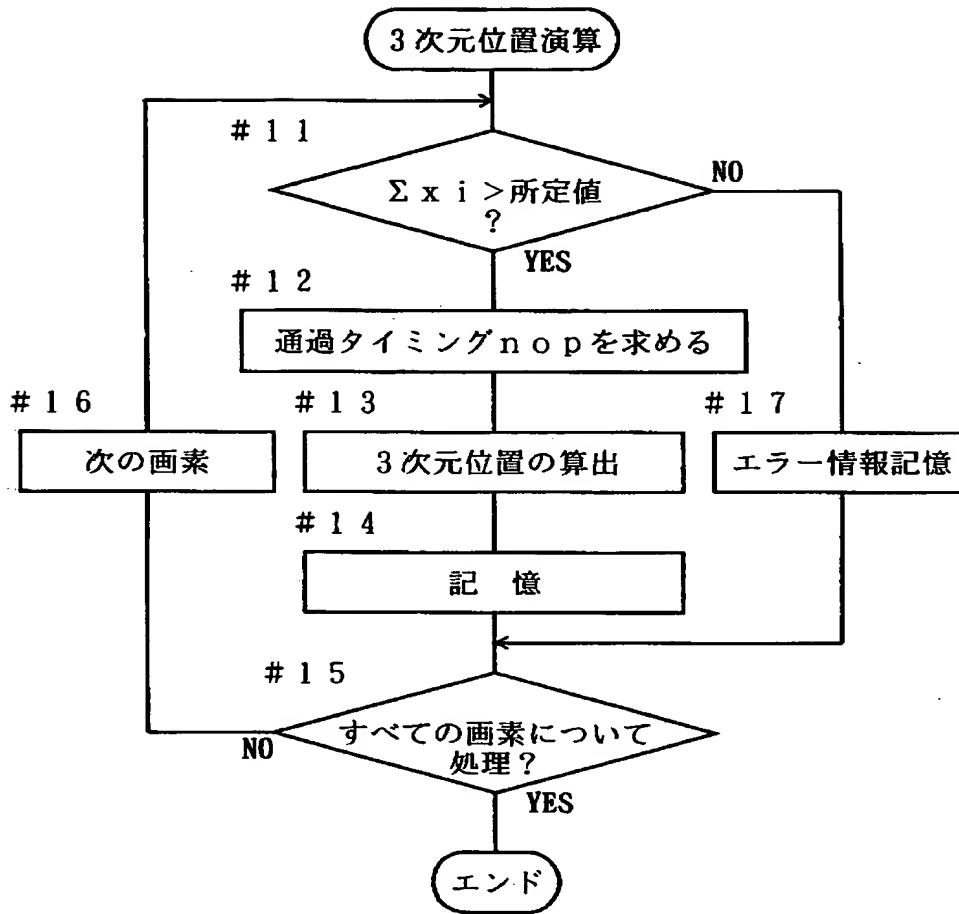 3次元位置演算
#11
Σxi>所定値
?
NO
YES
#12
通過タイミングnopを求める
#16
#13
#17
次の画素
3次元位置の算出
エラー情報記憶
#14
記 憶
#15
すべての画素について
処理?
NO
YES
エンド